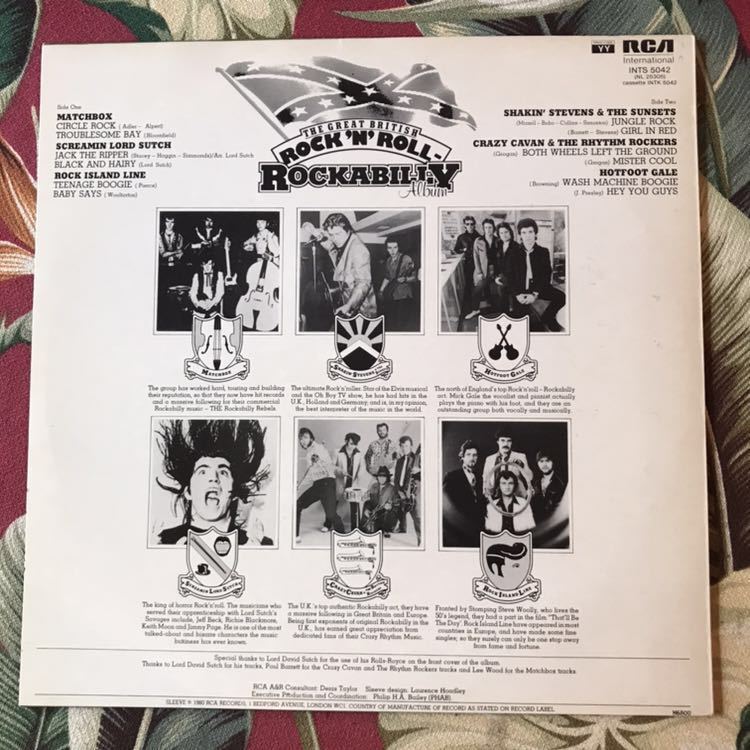 MANUFACTURED
YY
RCA
International
INTS 5042
(NL 25305)
cassette INTK 5042
THE GREAT BRITISH
ROCK 'N' ROLL-
ROCKABILLY
Album
Side One
MATCHBOX
CIRCLE ROCK (Adler - Alpert)
TROUBLESOME BAY (Bloomfield)
SCREAMIN LORD SUTCH
JACK THE RIPPER (Stacey - Hoggin - Simmonds)/Arr. Lord Sutch)
BLACK AND HAIRY (Lord Sutch)
ROCK ISLAND LINE
TEENAGE BOOGIE (Pierce)
BABY SAYS (Woolterton)
Side Two
SHAKIN' STEVENS & THE SUNSETS
JUNGLE ROCK
(Barrett - Stevens) GIRL IN RED
CRAZY CAVAN & THE RHYTHM ROCKERS
(Grogan) BOTH WHEELS LEFT THE GROUND
(Grogan) MISTER COOL
HOTFOOT GALE
(Browning) WASH MACHINE BOOGIE
(J. Presley) HEY YOU GUYS
MATCHBOX
SHAKIN STEVENS
HOTFOOT GALE
The group has worked hard, touring and building
their reputation, so that they now have hit records
and a massive following for their commercial
Rockabilly music – THE Rockabilly Rebels.
The ultimate Rock'n'roller. Star of the Elvis musical
and the Oh Boy TV show, he has had hits in the
U.K., Holland and Germany; and is, in my opinion,
the best interpreter of the music in the world.
The north of England's top Rock'n'roll – Rockabilly
act. Mick Gale the vocalist and pianist actually
plays the piano with his foot, and they are an
outstanding group both vocally and musically.
SCREAMIN LORD SUTCH
CRAZY CAVAN
ROCK ISLAND LINE
The king of horror Rock'n'roll. The musicians who
served their apprenticeship with Lord Sutch's
Savages include, Jeff Beck, Richie Blackmore,
Keith Moon and Jimmy Page. He is one of the most
talked-about and bizarre characters the music
business has ever known.
The U.K.'s top authentic Rockabilly act, they have
a massive following in Great Britain and Europe.
Being first exponents of original Rockabilly in the
U.K., has earned great appreciation from
dedicated fans of their Crazy Rhythm Music.
Fronted by Stomping Steve Woolly, who lives the
50's legend, they had a part in the film "That'll Be
The Day'. Rock Island Line have appeared in most
countries in Europe, and have made some fine
singles; so they surely can only be one stop away
from fame and fortune.
Special thanks to Lord David Sutch for the use of his Rolls-Royce on the front cover of the album.
Thanks to Lord David Sutch for his tracks, Paul Barrett for the Crazy Cavan and The Rhythm Rockers tracks and Lee Wood for the Matchbox tracks.
RCA A&R Consultant: Denis Taylor Sleeve design: Laurence Hoadley
Executive Production and Coordination: Philip H.A. Bailey (PHAB)
SLEEVE ℗ 1980 RCA RECORDS, 1 BEDFORD AVENUE, LONDON WC1. COUNTRY OF MANUFACTURE OF RECORD AS STATED ON RECORD LABEL.